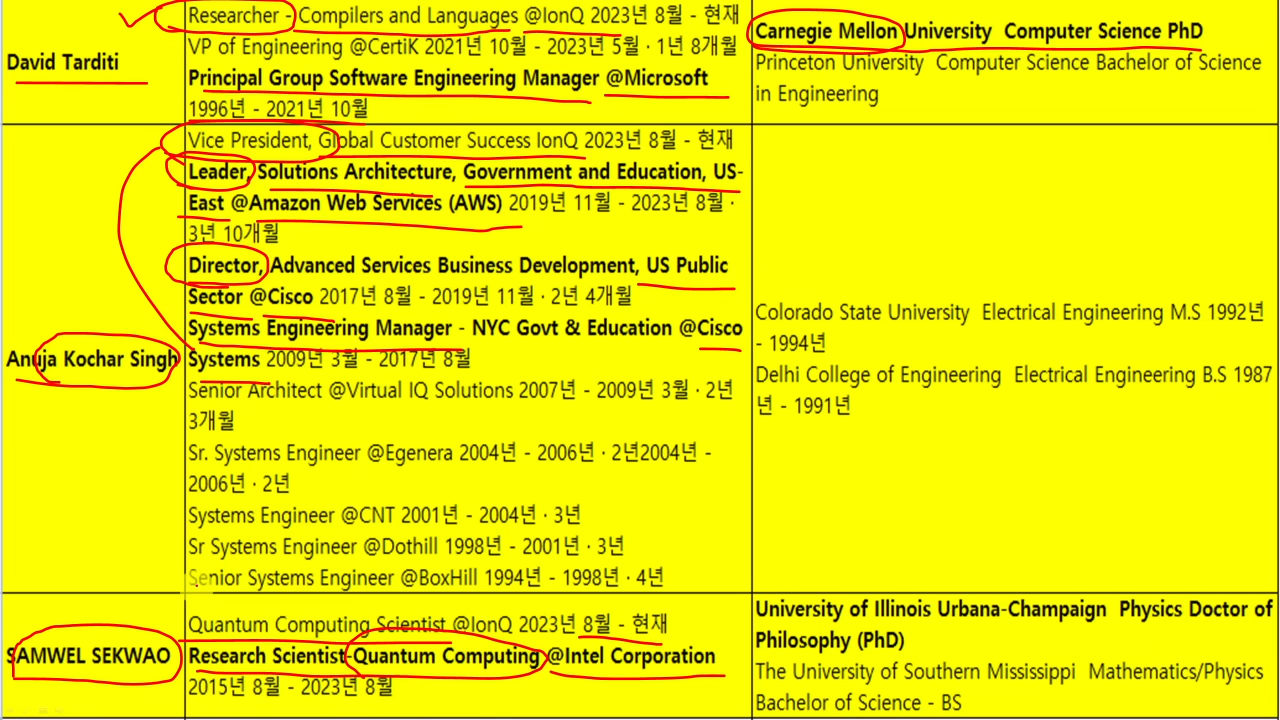 David Tarditi
Researcher - Compilers and Languages @IonQ 2023년 8월 - 현재
VP of Engineering @CertiK 2021년 10월 - 2023년 5월 · 1년 8개월
Principal Group Software Engineering Manager @Microsoft
1996년 - 2021년 10월
Carnegie Mellon University  Computer Science PhD
Princeton University  Computer Science Bachelor of Science
in Engineering
Anuja Kochar Singh
Vice President, Global Customer Success IonQ 2023년 8월 - 현재
Leader, Solutions Architecture, Government and Education, US-
East @Amazon Web Services (AWS) 2019년 11월 - 2023년 8월 ·
3년 10개월
Director, Advanced Services Business Development, US Public
Sector @Cisco 2017년 8월 - 2019년 11월 · 2년 4개월
Systems Engineering Manager - NYC Govt & Education @Cisco
Systems 2009년 3월 - 2017년 8월
Senior Architect @Virtual IQ Solutions 2007년 - 2009년 3월 · 2년
3개월
Sr. Systems Engineer @Egenera 2004년 - 2006년 · 2년2004년 -
2006년 · 2년
Systems Engineer @CNT 2001년 - 2004년 · 3년
Sr Systems Engineer @Dothill 1998년 - 2001년 · 3년
Senior Systems Engineer @BoxHill 1994년 - 1998년 · 4년
Colorado State University  Electrical Engineering M.S 1992년
- 1994년
Delhi College of Engineering  Electrical Engineering B.S 1987
년 - 1991년
SAMWEL SEKWAO
Quantum Computing Scientist @IonQ 2023년 8월 - 현재
Research Scientist-Quantum Computing @Intel Corporation
2015년 8월 - 2023년 8월
University of Illinois Urbana-Champaign  Physics Doctor of
Philosophy (PhD)
The University of Southern Mississippi  Mathematics/Physics
Bachelor of Science - BS